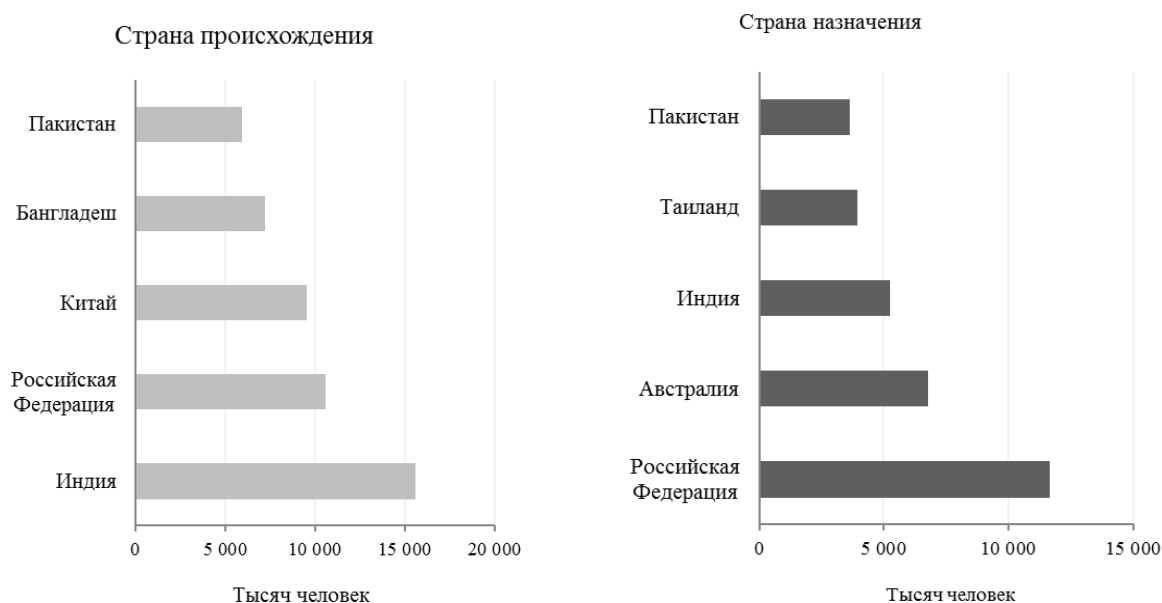 Страна происхождения
Пакистан
Бангладеш
Китай
Российская
Федерация
Индия
0 5 000 10 000 15 000 20 000
Тысяч человек
Страна назначения
Пакистан
Таиланд
Индия
Австралия
Российская
Федерация
0 5 000 10 000 15 000
Тысяч человек